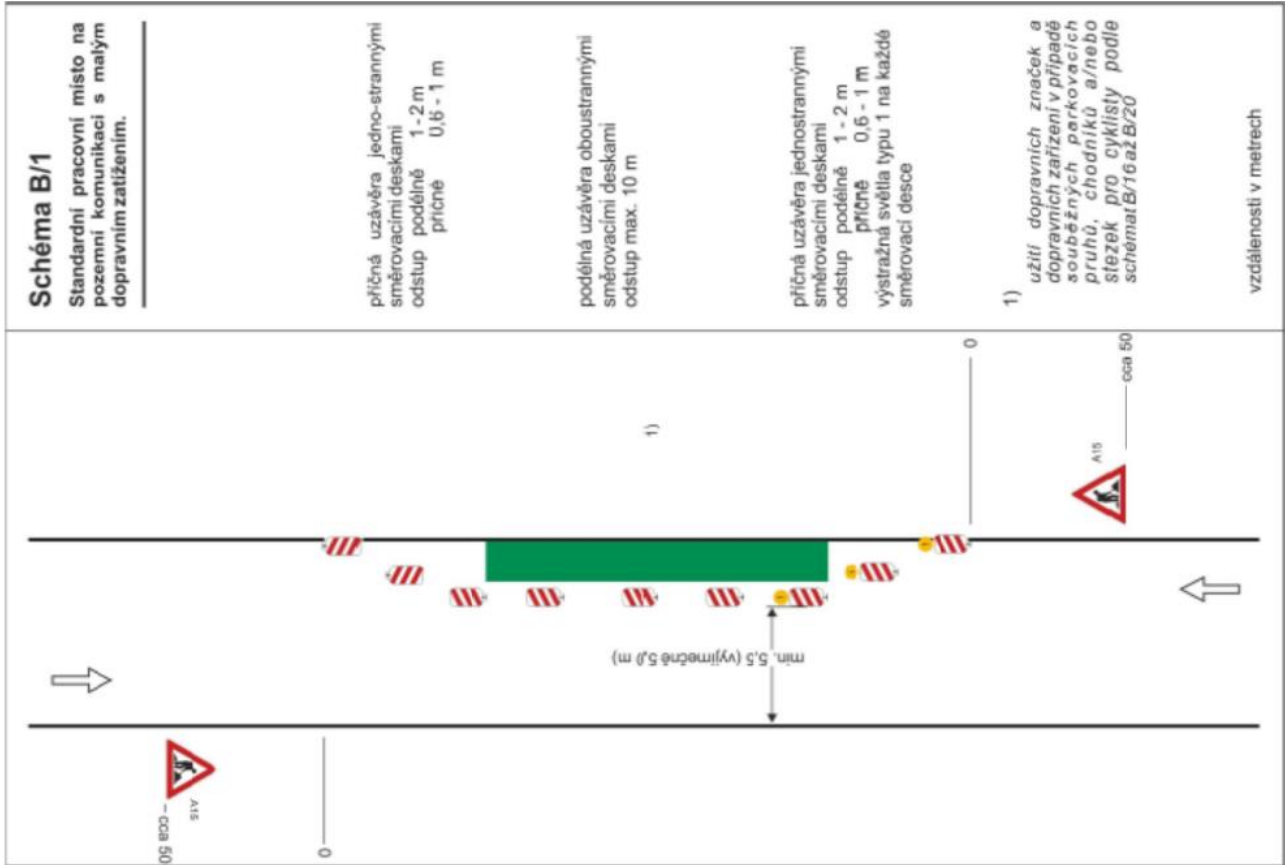 Schéma B/1
Standardní pracovní místo na
pozemní komunikaci s malým
dopravním zatížením.
příčná uzávěra jedno-strannými
směrovacími deskami
odstup podélně 1-2 m
příčné 0,6 - 1 m
podélná uzávěra oboustrannými
směrovacími deskami
odstup max. 10 m
příčná uzávěra jednostrannými
směrovacími deskami
odstup podélně 1 - 2 m
příčné 0,6 - 1 m
výstražná světla typu 1 na každé
směrovací desce
1)
užití dopravních značek a
dopravních zařízení v případě
souběžných parkovacích
pruhů, chodníků a/nebo
stezek pro cyklisty podle
schémat B/16 až B/20
vzdálenosti v metrech
1)
0
cca 50
A15
min. 5,5 (vyjímečně 5,0 m)
A15
cca 50
0